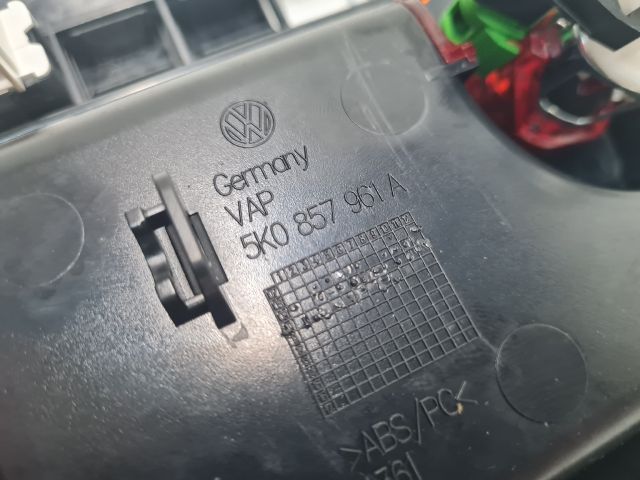 Germany
VAP
5K0 857 961 A
>ABS/PC<